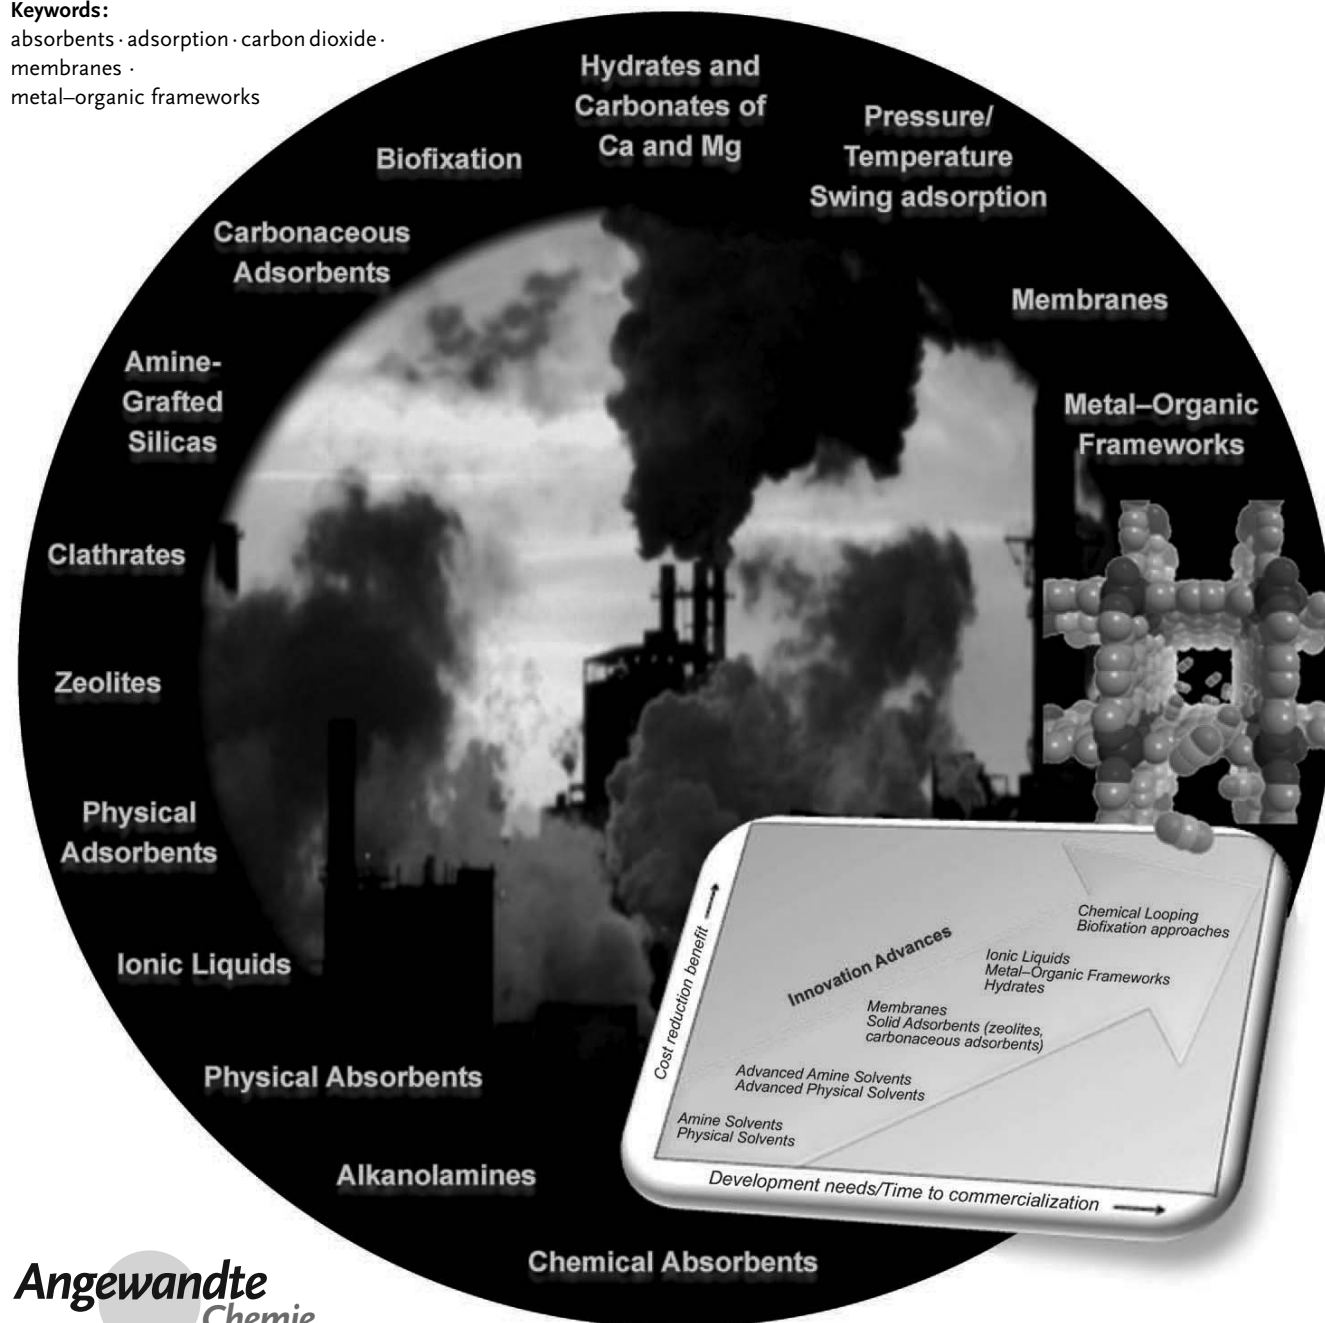 Keywords:
absorbents · adsorption · carbon dioxide ·
membranes ·
metal–organic frameworks
Hydrates and
Carbonates of
Ca and Mg
Pressure/
Temperature
Swing adsorption
Biofixation
Carbonaceous
Adsorbents
Membranes
Amine-
Grafted
Silicas
Metal–Organic
Frameworks
Clathrates
Zeolites
Physical
Adsorbents
Ionic Liquids
Physical Absorbents
Alkanolamines
Chemical Absorbents
Cost reduction benefit
Innovation Advances
Chemical Looping
Biofixation approaches
Ionic Liquids
Metal–Organic Frameworks
Hydrates
Membranes
Solid Adsorbents (zeolites,
carbonaceous adsorbents)
Advanced Amine Solvents
Advanced Physical Solvents
Amine Solvents
Physical Solvents
Development needs/Time to commercialization
Angewandte
Chemie